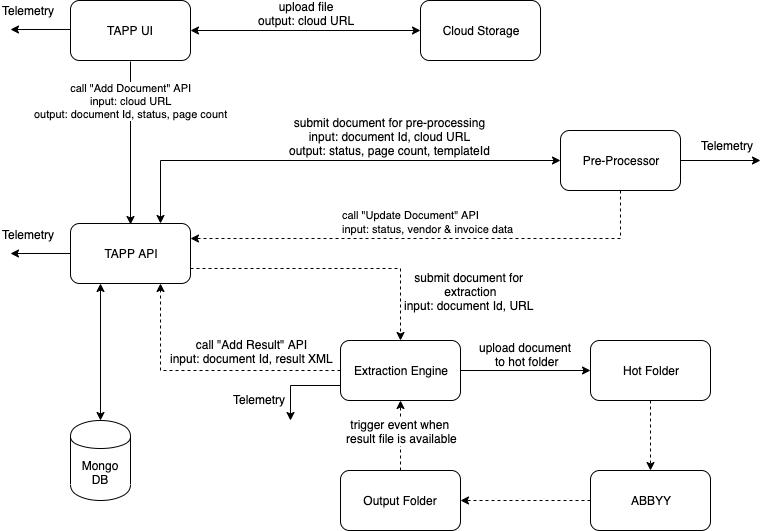 Telemetry
TAPP UI
upload file
output: cloud URL
Cloud Storage
call "Add Document" API
input: cloud URL
output: document Id, status, page count
submit document for pre-processing
input: document Id, cloud URL
output: status, page count, templateId
Pre-Processor
Telemetry
call "Update Document" API
input: status, vendor & invoice data
Telemetry
TAPP API
submit document for
extraction
input: document Id, URL
call "Add Result" API
input: document Id, result XML
Extraction Engine
upload document
to hot folder
Hot Folder
Telemetry
trigger event when
result file is available
Mongo
DB
Output Folder
ABBYY